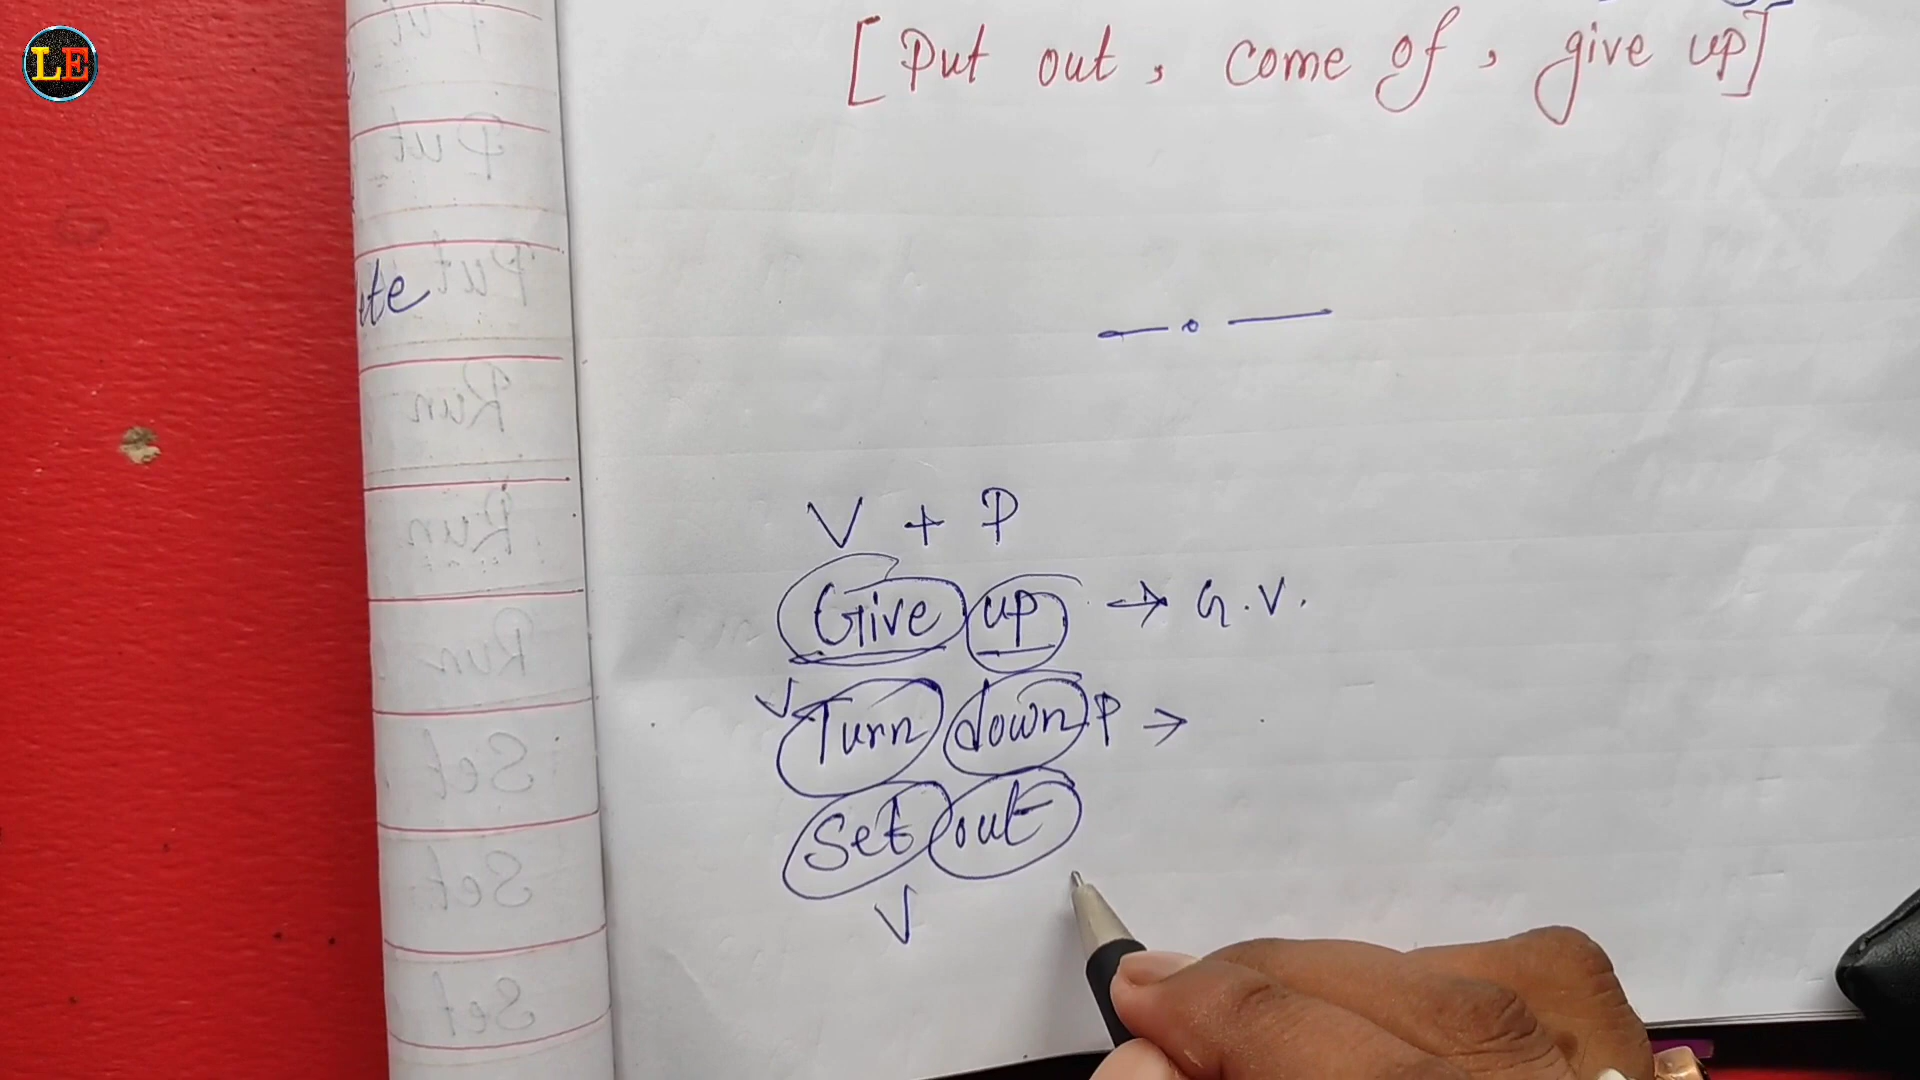 LE
[Put out, come of, give up]
ete
V + P
Give up → G.V.
V Turn down P →
Set out
V
Put
Put
Put
Run
Run
Run
Set
Set
Set